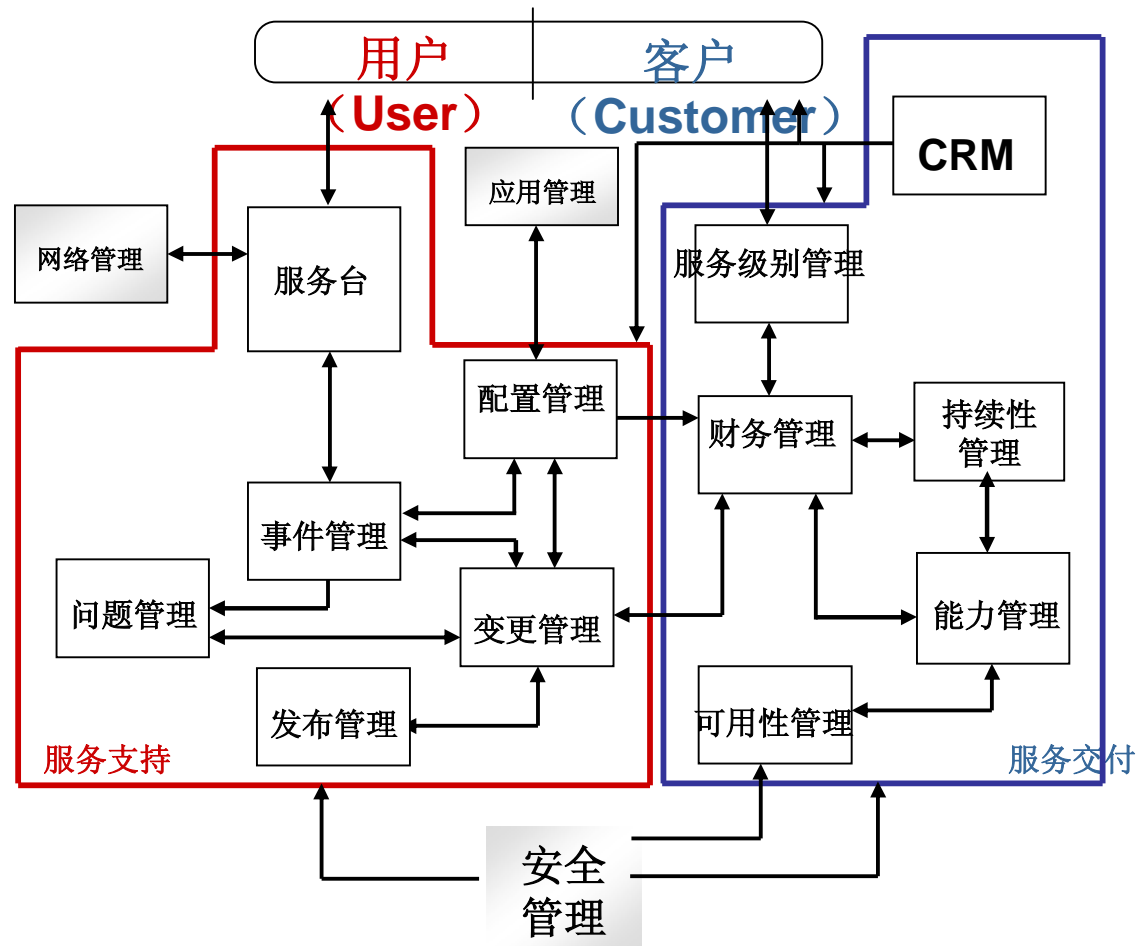 用户
（User）
客户
（Customer）
CRM
应用管理
网络管理
服务台
服务级别管理
配置管理
财务管理
持续性
管理
事件管理
问题管理
变更管理
能力管理
发布管理
可用性管理
服务支持
服务交付
安全
管理